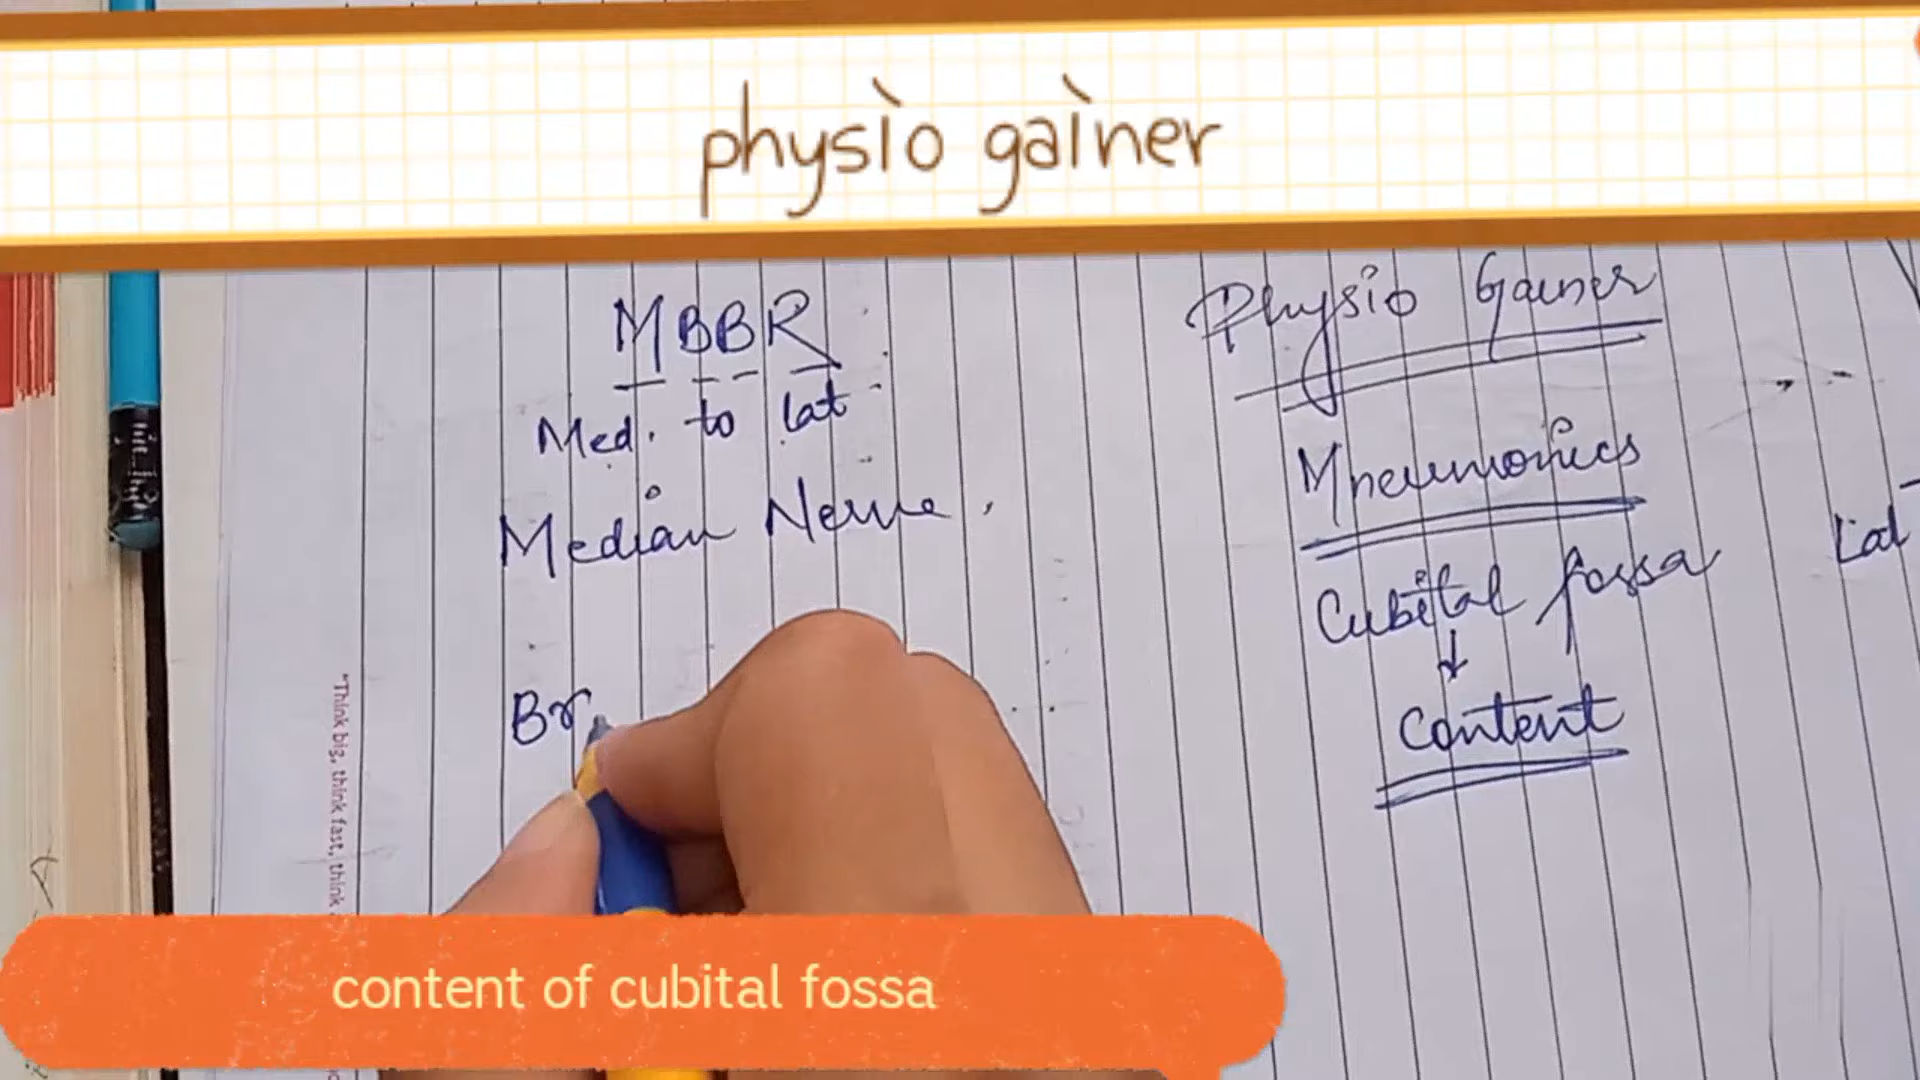 physio gainer
MBBR
Med. to lat
Median Nerve,
Br
Physio Gainer
Mnemonics
Cubital fossa
Content
Lat
"Think big, think fast, think
content of cubital fossa